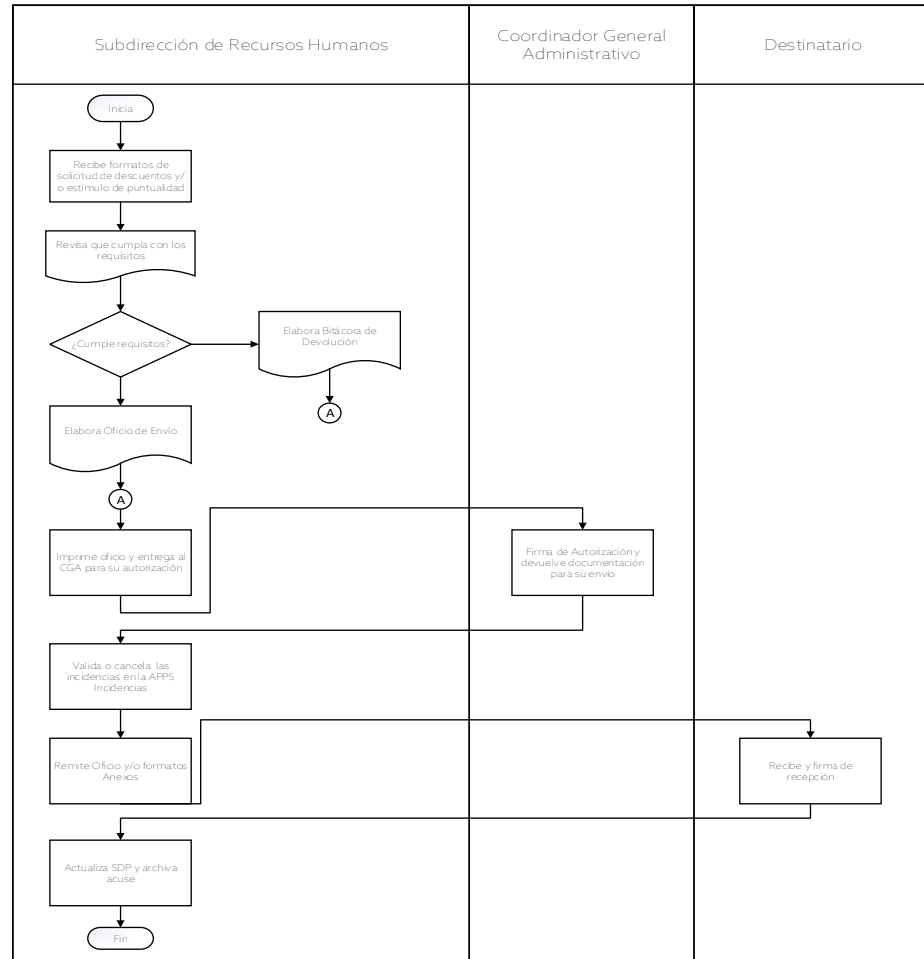 Subdirección de Recursos Humanos
Coordinador General
Administrativo
Destinatario
Inicia
Recibe formatos de
solicitud de descuentos y/
o estímulo de puntualidad
Revisa que cumpla con los
requisitos
¿Cumple requisitos?
Elabora Bitácora de
Devolución
A
Elabora Oficio de Envío
A
Imprime oficio y entrega al
CGA para su autorización
Firma de Autorización y
devuelve documentación
para su envío
Valida o cancela las
incidencias en la APPS
Incidencias
Remite Oficio y/o formatos
Anexos
Recibe y firma de
recepción
Actualiza SDP y archiva
acuse
Fin